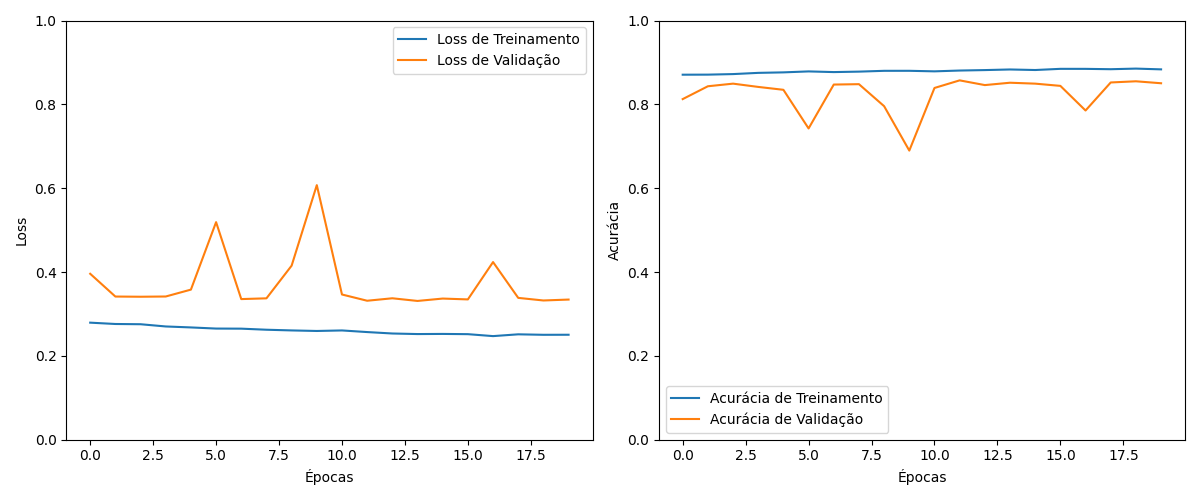 1.0
0.8
0.6
0.4
0.2
0.0
Loss
Loss de Treinamento
Loss de Validação
0.0 2.5 5.0 7.5 10.0 12.5 15.0 17.5
Épocas
1.0
0.8
0.6
0.4
0.2
0.0
Acurácia
Acurácia de Treinamento
Acurácia de Validação
0.0 2.5 5.0 7.5 10.0 12.5 15.0 17.5
Épocas